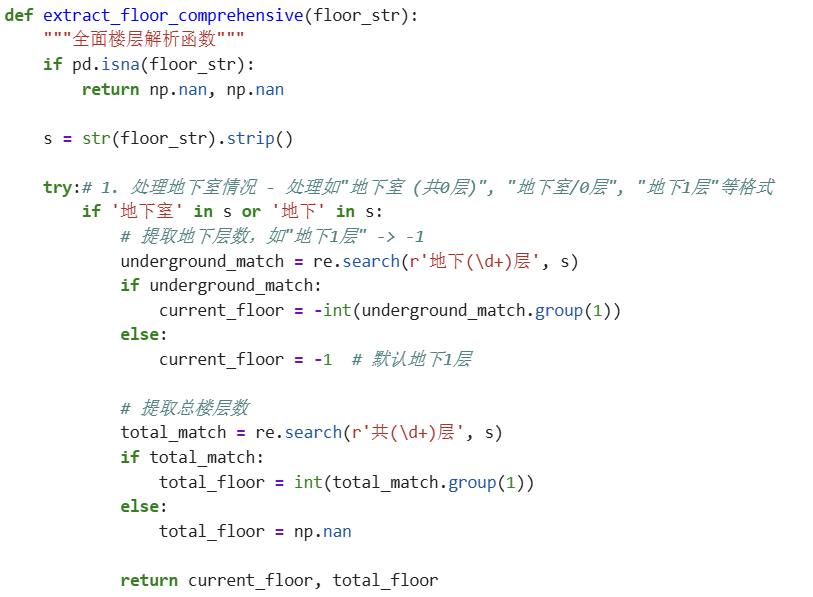 def extract_floor_comprehensive(floor_str):
    """全面楼层解析函数"""
    if pd.isna(floor_str):
        return np.nan, np.nan

    s = str(floor_str).strip()

    try:# 1. 处理地下室情况 - 处理如"地下室 (共0层)", "地下室/0层", "地下1层"等格式
        if '地下室' in s or '地下' in s:
            # 提取地下层数，如"地下1层" -> -1
            underground_match = re.search(r'地下(\d+)层', s)
            if underground_match:
                current_floor = -int(underground_match.group(1))
            else:
                current_floor = -1  # 默认地下1层

            # 提取总楼层数
            total_match = re.search(r'共(\d+)层', s)
            if total_match:
                total_floor = int(total_match.group(1))
            else:
                total_floor = np.nan

            return current_floor, total_floor